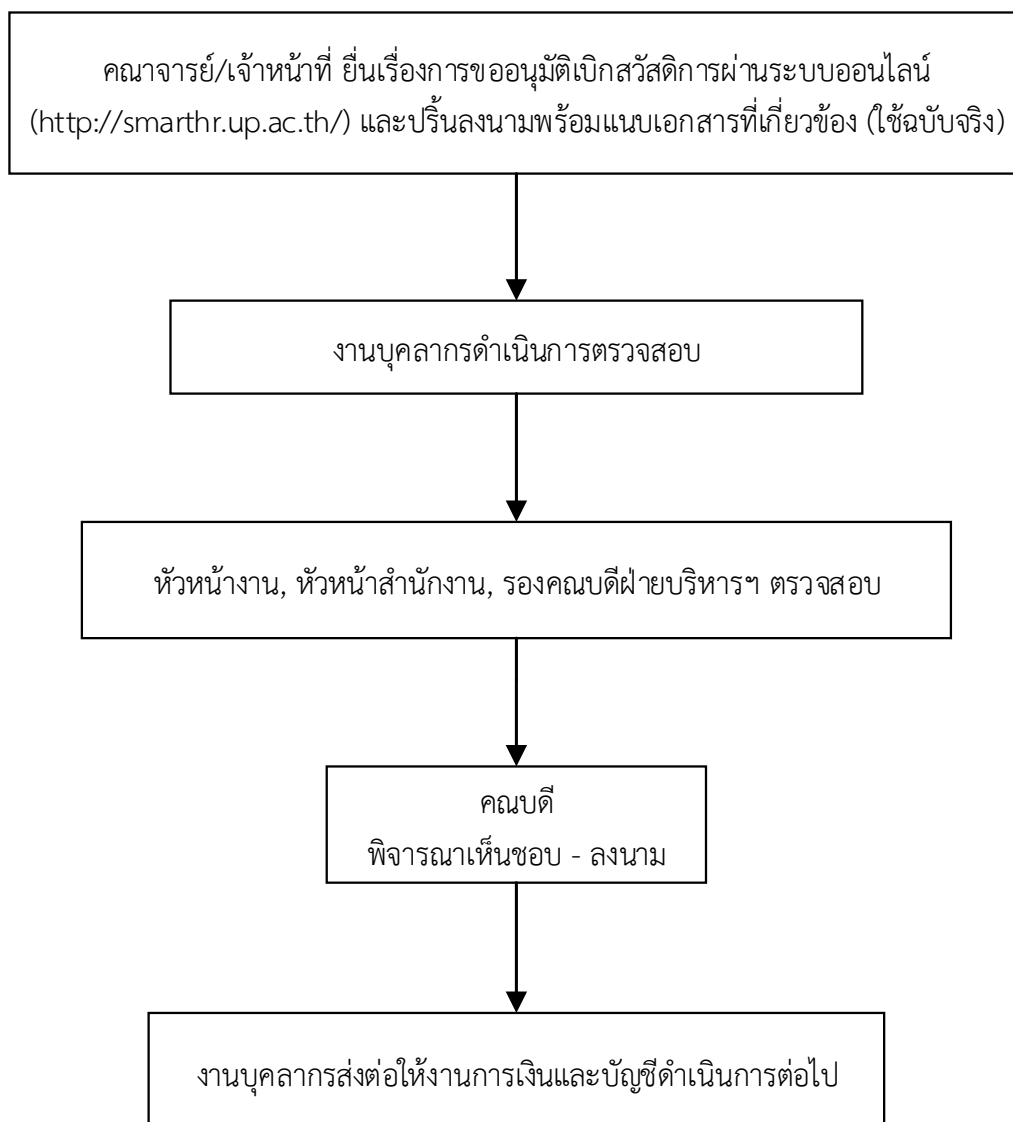 คณาจารย์/เจ้าหน้าที่ ยื่นเรื่องการขออนุมัติเบิกสวัสดิการผ่านระบบออนไลน์
(http://smarthr.up.ac.th/) และปริ้นลงนามพร้อมแนบเอกสารที่เกี่ยวข้อง (ใช้ฉบับจริง)
งานบุคลากรดำเนินการตรวจสอบ
หัวหน้างาน, หัวหน้าสำนักงาน, รองคณบดีฝ่ายบริหารฯ ตรวจสอบ
คณบดี
พิจารณาเห็นชอบ - ลงนาม
งานบุคลากรส่งต่อให้งานการเงินและบัญชีดำเนินการต่อไป